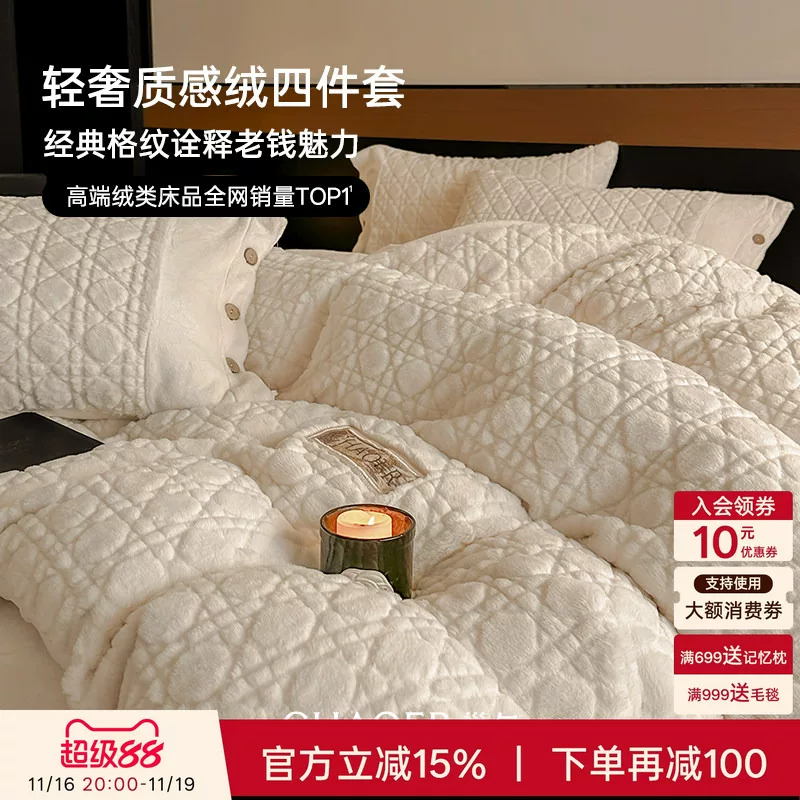 轻奢质感绒四件套
经典格纹诠释老钱魅力
高端绒类床品全网销量TOP1
入会领券
10元
优惠券
支持使用
大额消费券
满699送记忆枕
满999送毛毯
超级88
11/16 20:00-11/19
官方立减15% | 下单再减100